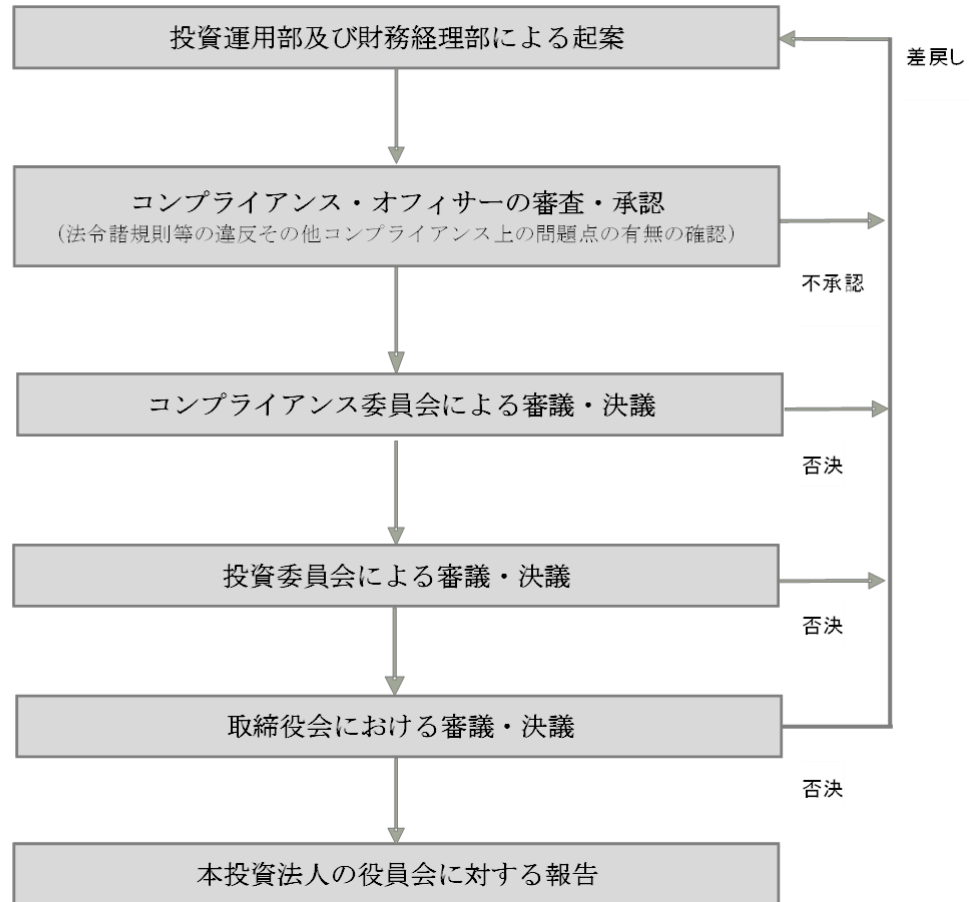 投資運用部及び財務経理部による起案
差戻し
コンプライアンス・オフィサーの審査・承認
(法令諸規則等の違反その他コンプライアンス上の問題点の有無の確認)
不承認
コンプライアンス委員会による審議・決議
否決
投資委員会による審議・決議
否決
取締役会における審議・決議
否決
本投資法人の役員会に対する報告